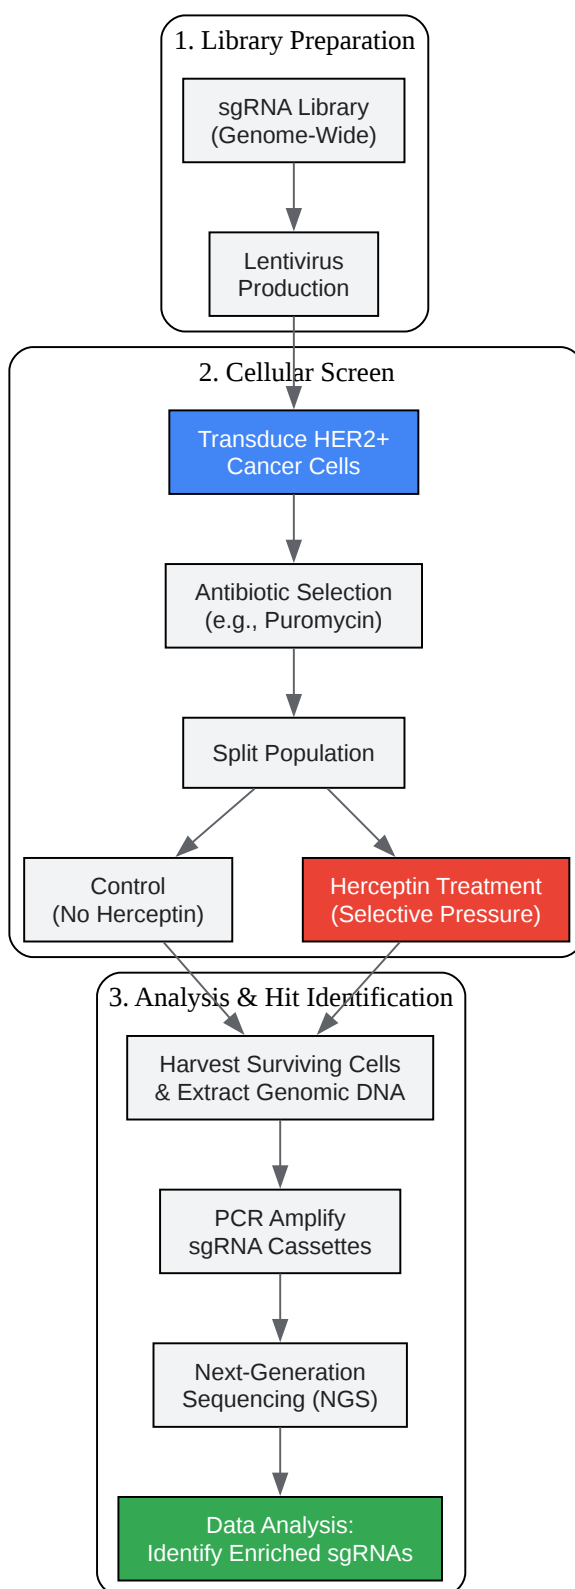 1. Library Preparation
sgRNA Library
(Genome-Wide)
Lentivirus
Production
2. Cellular Screen
Transduce HER2+
Cancer Cells
Antibiotic Selection
(e.g., Puromycin)
Split Population
Control
(No Herceptin)
Herceptin Treatment
(Selective Pressure)
3. Analysis & Hit Identification
Harvest Surviving Cells
& Extract Genomic DNA
PCR Amplify
sgRNA Cassettes
Next-Generation
Sequencing (NGS)
Data Analysis:
Identify Enriched sgRNAs